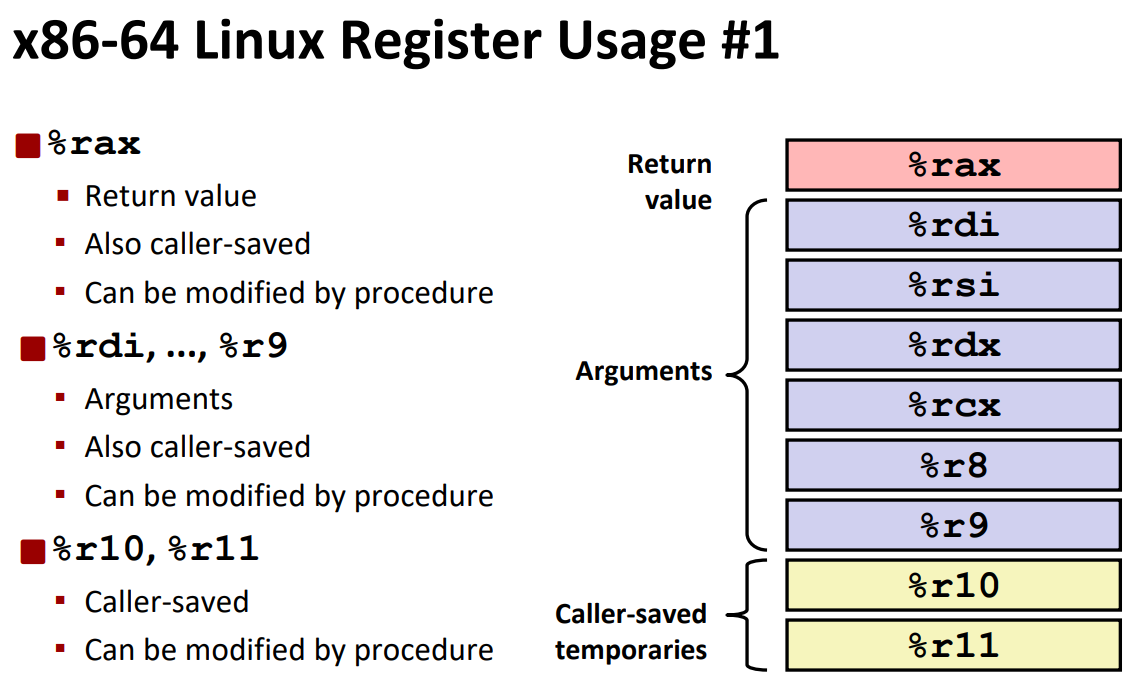 x86-64 Linux Register Usage #1
%rax
Return value
Also caller-saved
Can be modified by procedure
%rdi, ..., %r9
Arguments
Also caller-saved
Can be modified by procedure
%r10, %r11
Caller-saved
Can be modified by procedure
Return
value
Arguments
Caller-saved
temporaries
%rax
%rdi
%rsi
%rdx
%rcx
%r8
%r9
%r10
%r11